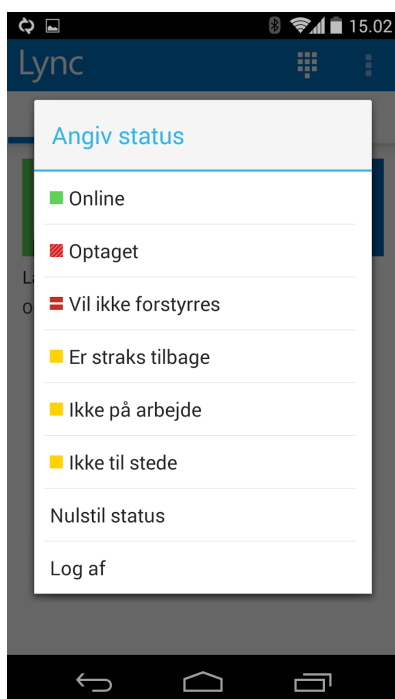 15.02
Lync
Angiv status
Online
Optaget
Vil ikke forstyrres
Er straks tilbage
Ikke på arbejde
Ikke til stede
Nulstil status
Log af